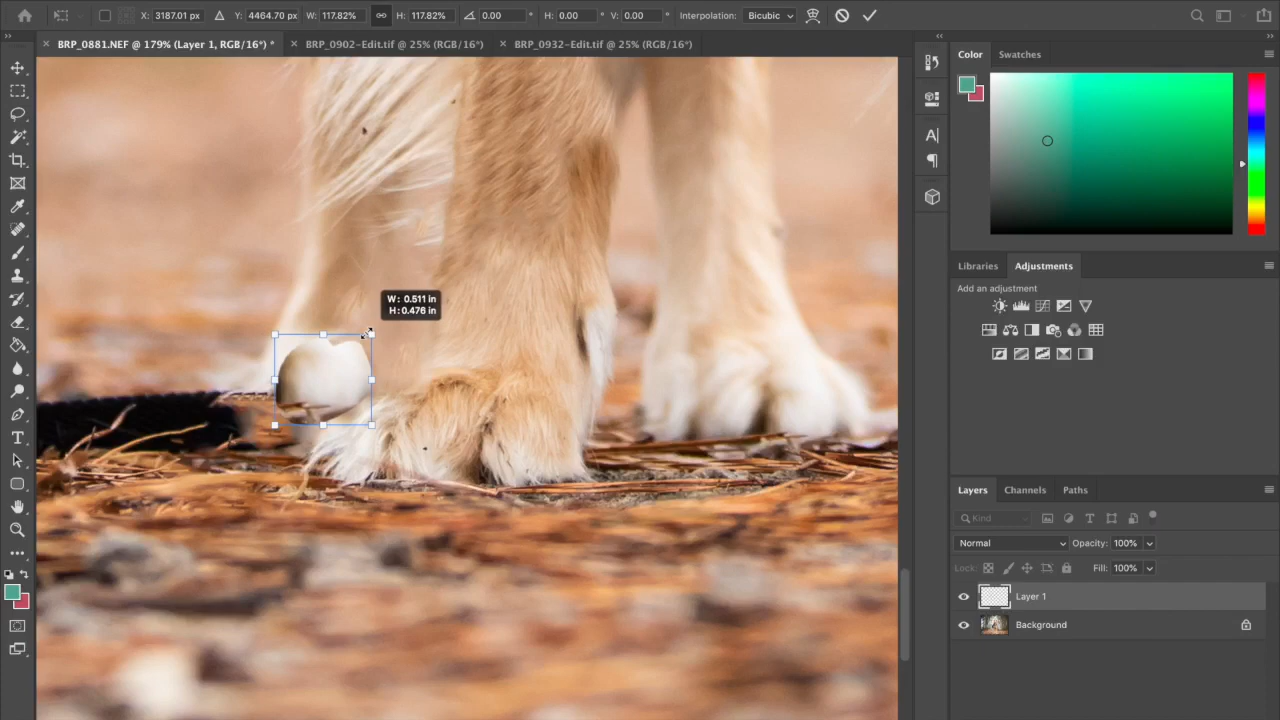 X: 3187.01 px Y: 4464.70 px W: 117.82% H: 117.82% 0.00 ° H: 0.00 ° V: 0.00 ° Interpolation: Bicubic
BRP_0881.NEF @ 179% (Layer 1, RGB/16*) * BRP_0902-Edit.tif @ 25% (RGB/16*) BRP_0932-Edit.tif @ 25% (RGB/16*)
Color Swatches
W: 0.511 in
H: 0.476 in
Libraries Adjustments
Add an adjustment
Layers Channels Paths
Kind
Normal Opacity: 100%
Lock: Fill: 100%
Layer 1
Background